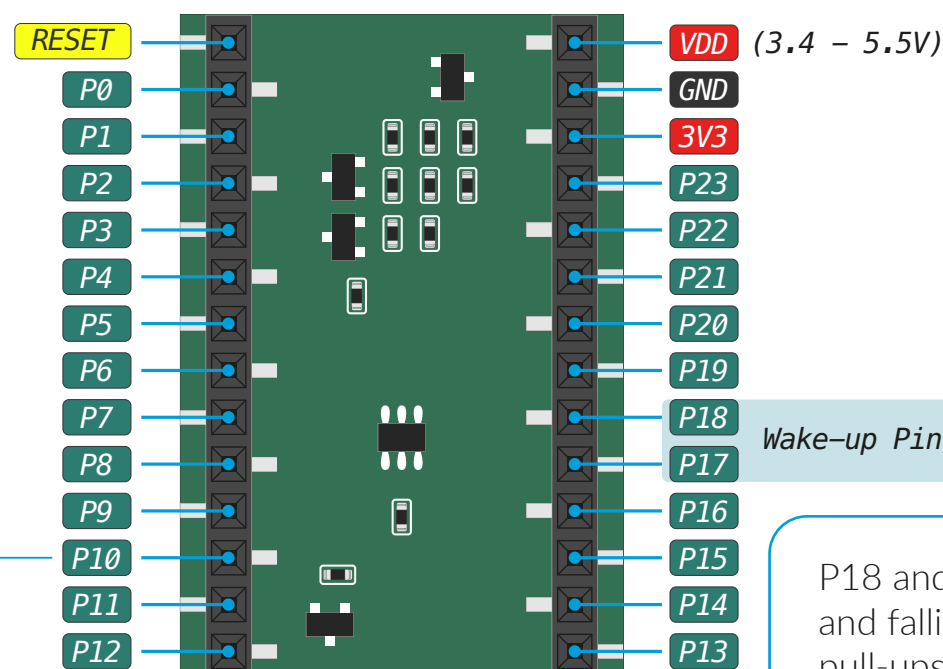 RESET
P0
P1
P2
P3
P4
P5
P6
P7
P8
P9
P10
P11
P12
VDD (3.4 – 5.5V)
GND
3V3
P23
P22
P21
P20
P19
P18
P17
Wake–up Pin
P16
P15
P14
P13
P18 and
and falli